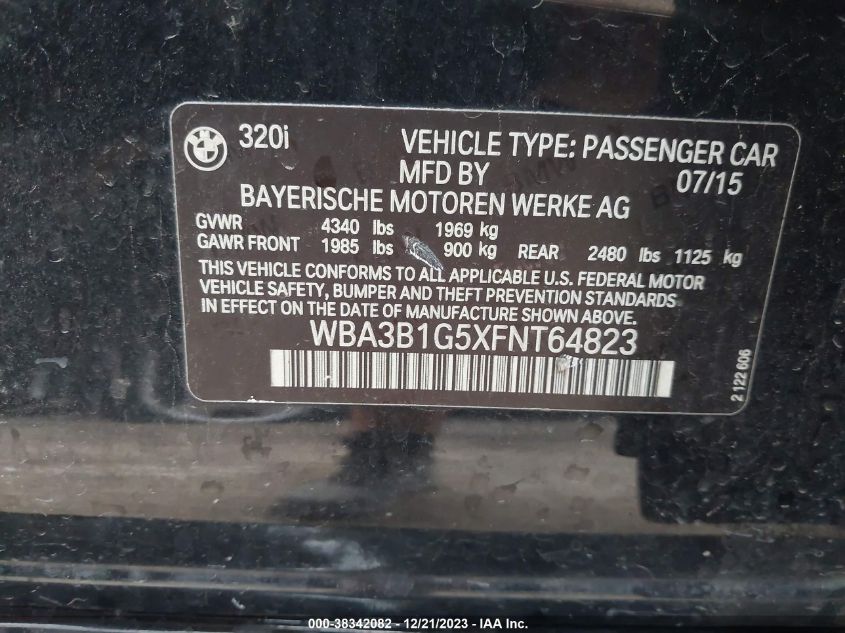 BMW
320i VEHICLE TYPE: PASSENGER CAR
MFD BY 07/15
BAYERISCHE MOTOREN WERKE AG
GVWR 4340 lbs 1969 kg
GAWR FRONT 1985 lbs 900 kg REAR 2480 lbs 1125 kg
THIS VEHICLE CONFORMS TO ALL APPLICABLE U.S. FEDERAL MOTOR
VEHICLE SAFETY, BUMPER AND THEFT PREVENTION STANDARDS
IN EFFECT ON THE DATE OF MANUFACTURE SHOWN ABOVE.
WBA3B1G5XFNT64823
2 122 606
000-38342082 - 12/21/2023 - IAA Inc.